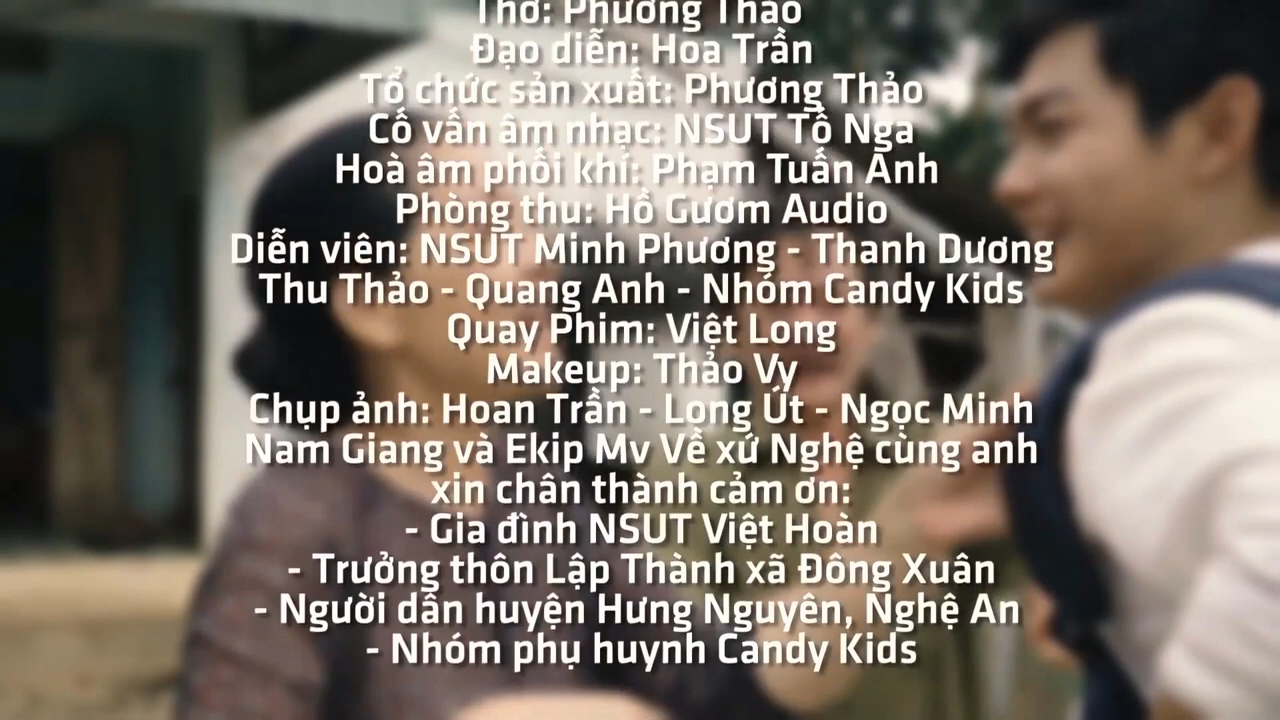 Thơ: Phương Thảo
Đạo diễn: Hoa Trần
Tổ chức sản xuất: Phương Thảo
Cố vấn âm nhạc: NSUT Tố Nga
Hoà âm phối khí: Phạm Tuấn Anh
Phòng thu: Hồ Gươm Audio
Diễn viên: NSUT Minh Phương - Thanh Dương
Thu Thảo - Quang Anh - Nhóm Candy Kids
Quay Phim: Việt Long
Makeup: Thảo Vy
Chụp ảnh: Hoan Trần - Long Út - Ngọc Minh
Nam Giang và Ekip Mv Về xứ Nghệ cùng anh
xin chân thành cảm ơn:
- Gia đình NSUT Việt Hoàn
- Trưởng thôn Lập Thành xã Đông Xuân
- Người dân huyện Hưng Nguyên, Nghệ An
- Nhóm phụ huynh Candy Kids